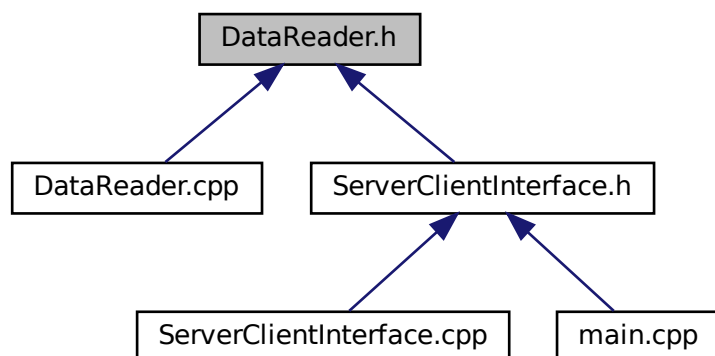 DataReader.h
DataReader.cpp
ServerClientInterface.h
ServerClientInterface.cpp
main.cpp